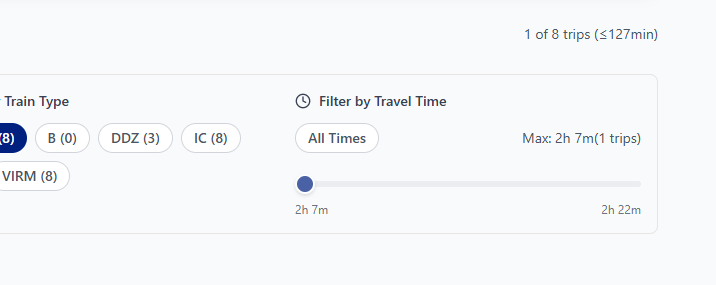 1 of 8 trips (≤127min)
Train Type
Filter by Travel Time
(8)
B (0)
DDZ (3)
IC (8)
All Times
Max: 2h 7m(1 trips)
VIRM (8)
2h 7m
2h 22m